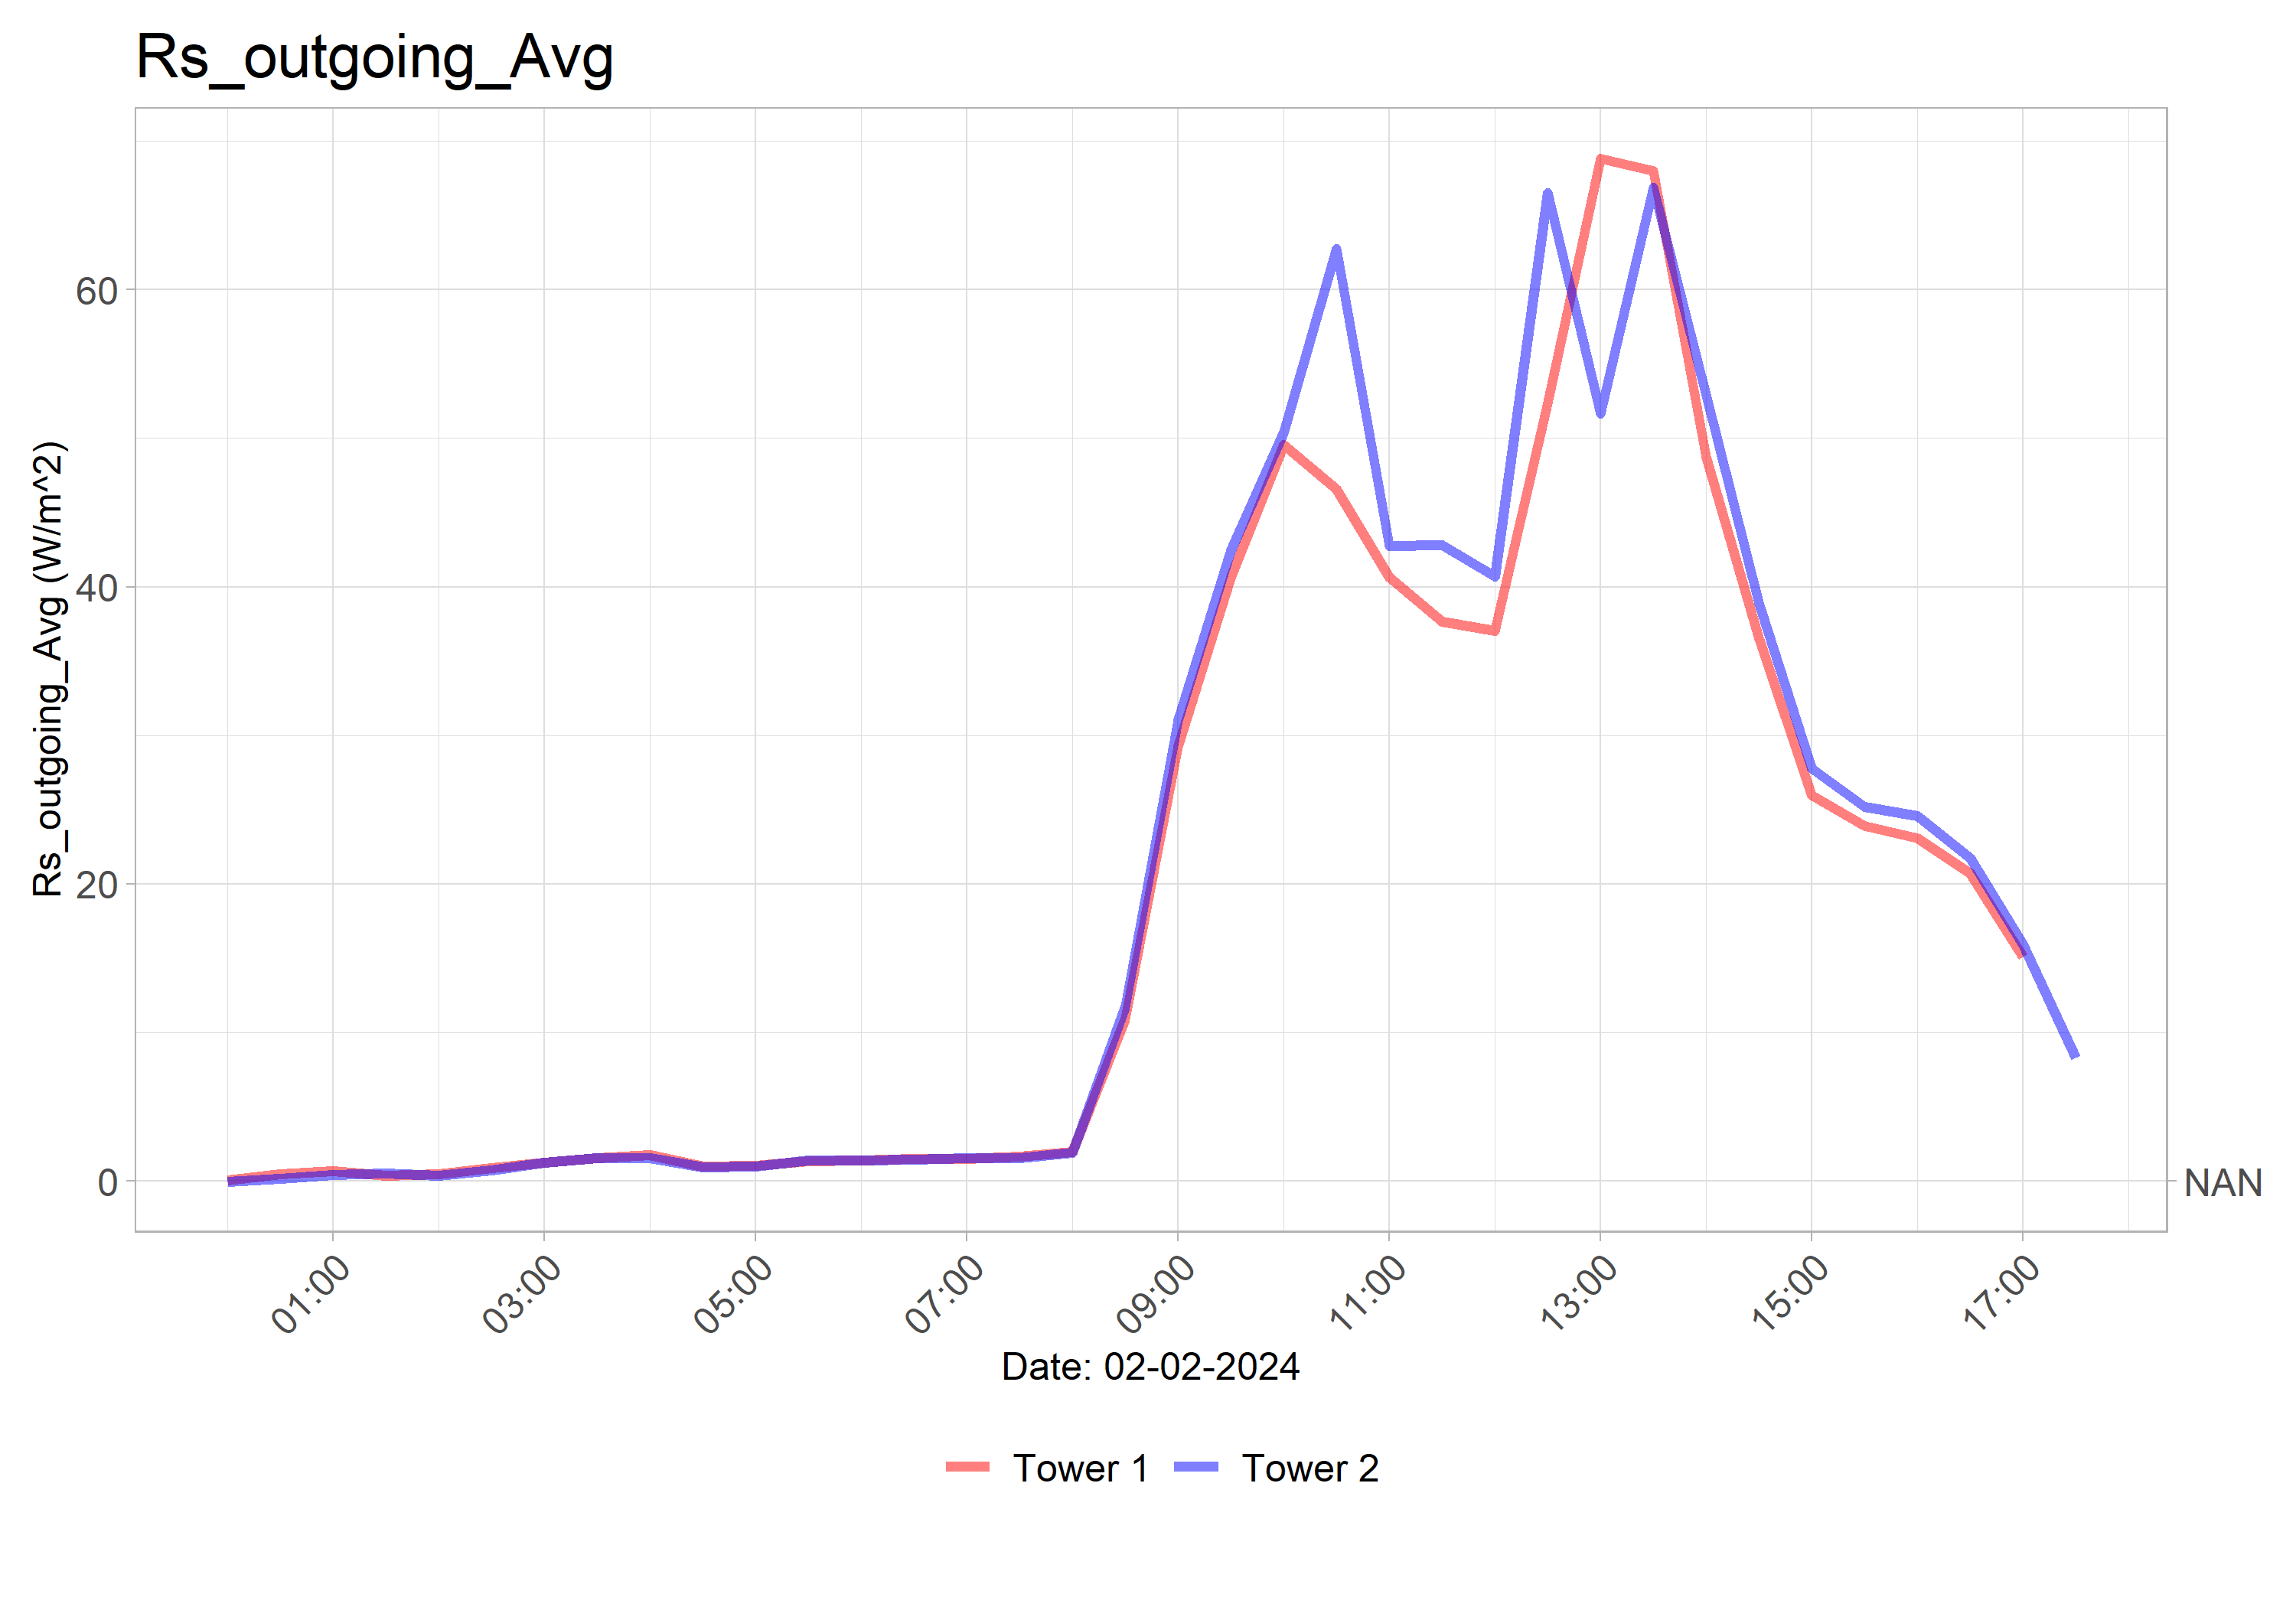 Rs_outgoing_Avg
Rs_outgoing_Avg (W/m^2)
60
40
20
0
NAN
01:00 03:00 05:00 07:00 09:00 11:00 13:00 15:00 17:00
Date: 02-02-2024
Tower 1 Tower 2